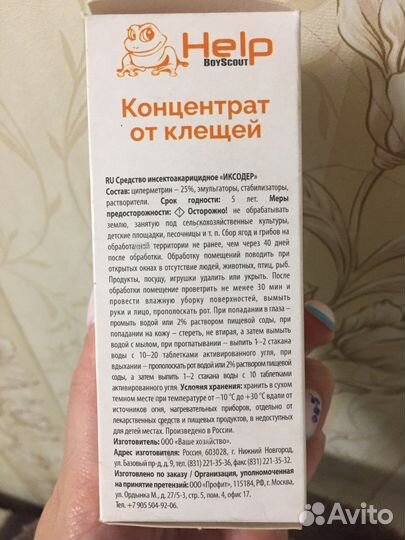 Help
BOYSCOUT
Концентрат
от клещей
RU Средство инсектоакарицидное «ИКСОДЕР»
Состав: циперметрин – 25%, эмульгаторы, стабилизаторы,
растворители. Срок годности: 5 лет. Меры
предосторожности: Осторожно! не обрабатывать
землю, занятую под сельскохозяйственные культуры,
детские площадки, песочницы и т. п. Сбор ягод и грибов на
обработанной территории не ранее, чем через 40 дней
после обработки. Обработку помещений поводить при
открытых окнах в отсутствие людей, животных, птиц, рыб.
Продукты, посуду, игрушки удалить или укрыть. После
обработки помещение проветрить не менее 30 мин и
провести влажную уборку поверхностей, вымыть
руки и лицо, прополоскать рот. При попадании в глаза –
промыть водой или 2% раствором пищевой соды, при
попадании на кожу – стереть, не втирая, а затем вымыть
водой с мылом, при проглатывании – выпить 1–2 стакана
воды с 10–20 таблетками активированного угля, при
вдыхании – прополоскать рот водой или 2% раствором пищевой
соды, а затем выпить 1–2 стакана воды с 10 таблетками
активированного угля. Условия хранения: хранить в сухом
темном месте при температуре от –10 °С до +30 °С вдали от
источников огня, нагревательных приборов, отдельно от
лекарственных средств и пищевых продуктов, в недоступном
для детей местах. Произведено в России.
Изготовитель: ООО «Ваше хозяйство».
Адрес изготовителя: Россия, 603028, г. Нижний Новгород,
ул. Базовый пр-д, д. 9, тел. (831) 221-35-36, факс (831) 221-35-32.
Изготовлено по заказу / Организация, уполномоченная
на принятие претензий: ООО «Профит», 115184, РФ, г. Москва,
ул. Ордынка М., д. 27/5-3, стр. 5, пом. 4, офис 17.
Тел. +7 905 504-92-06.
Avito